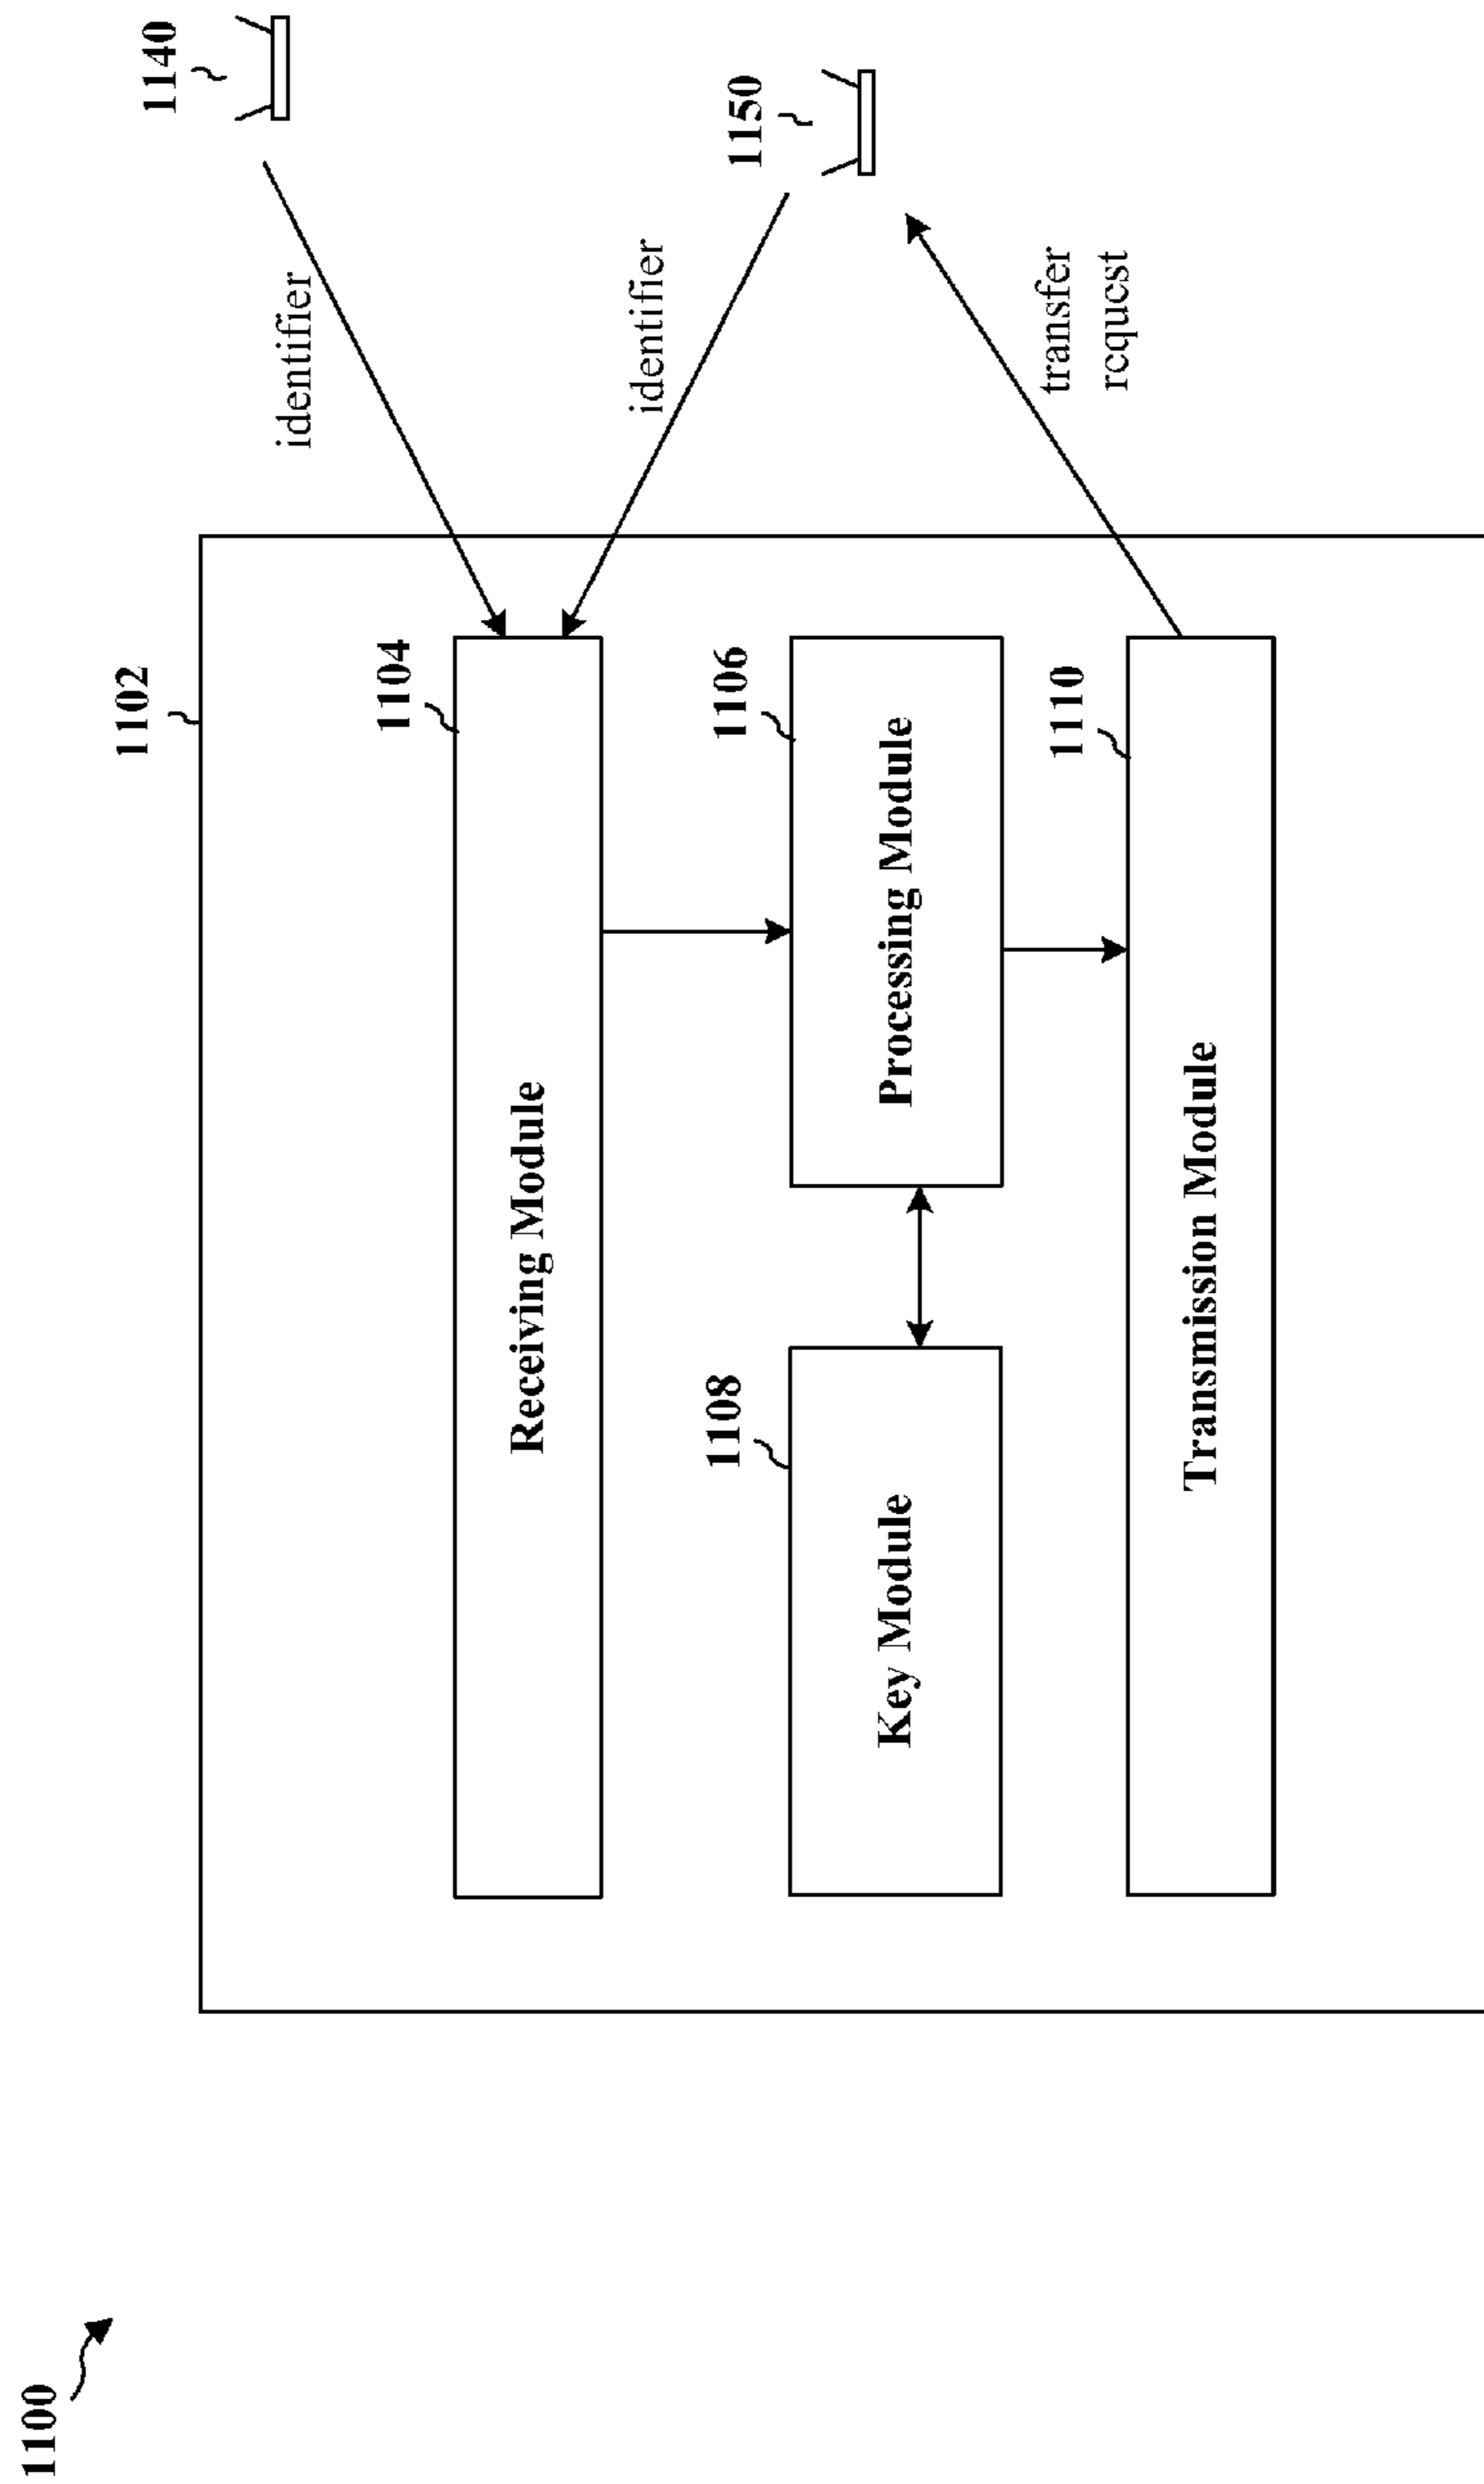 1100
1102
1140
identifier
1104
Receiving Module
1150
identifier
1108
Key Module
1106
Processing Module
transfer
request
1110
Transmission Module